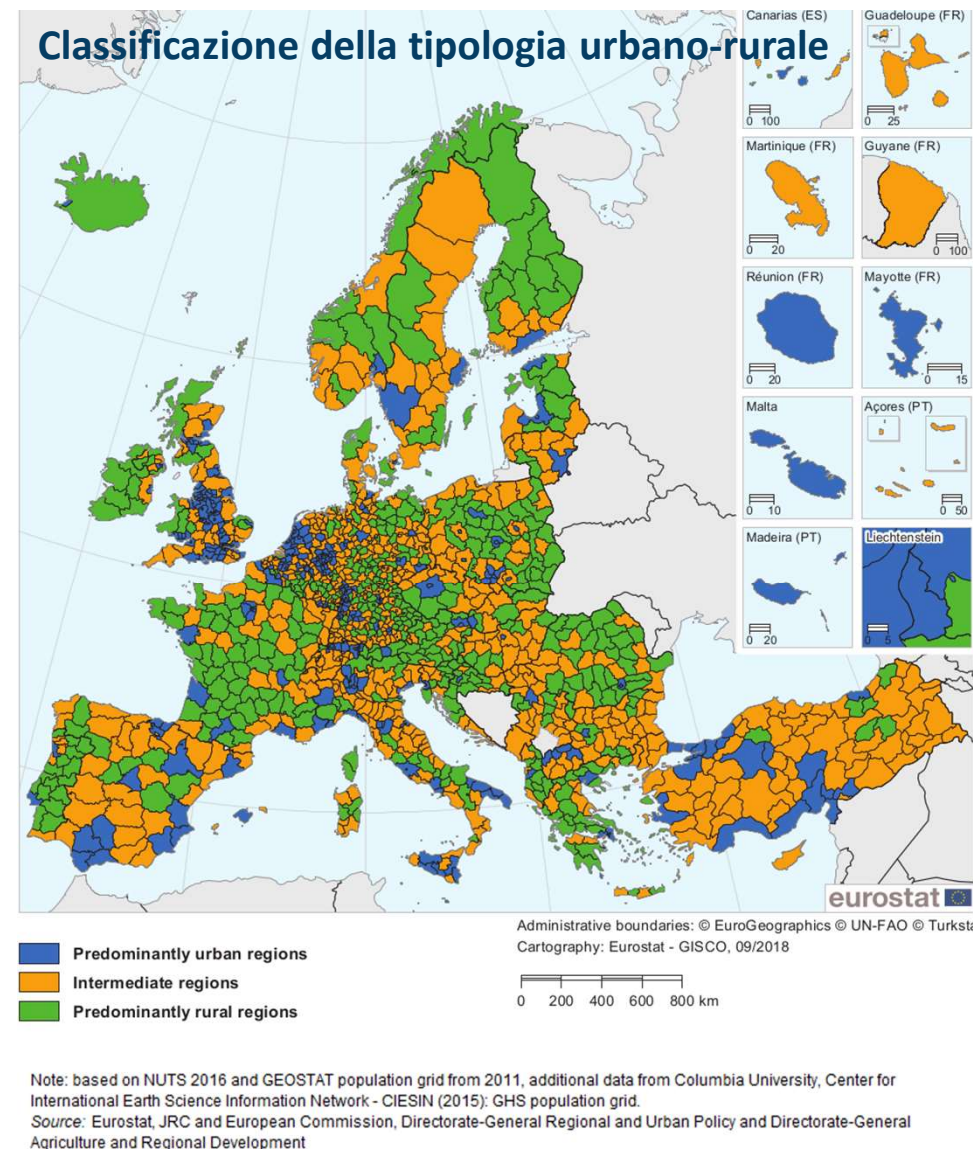 Classificazione della tipologia urbano-rurale
Canarias (ES)
0 100
Guadeloupe (FR)
0 25
Martinique (FR)
0 20
Guyane (FR)
0 100
Réunion (FR)
0 20
Mayotte (FR)
0 15
Malta
0 10
Açores (PT)
0 50
Madeira (PT)
0 20
Liechtenstein
0 5
eurostat
Administrative boundaries: © EuroGeographics © UN-FAO © Turksta
Cartography: Eurostat - GISCO, 09/2018
Predominantly urban regions
Intermediate regions
Predominantly rural regions
0 200 400 600 800 km
Note: based on NUTS 2016 and GEOSTAT population grid from 2011, additional data from Columbia University, Center for
International Earth Science Information Network - CIESIN (2015): GHS population grid.
Source: Eurostat, JRC and European Commission, Directorate-General Regional and Urban Policy and Directorate-General
Agriculture and Regional Development